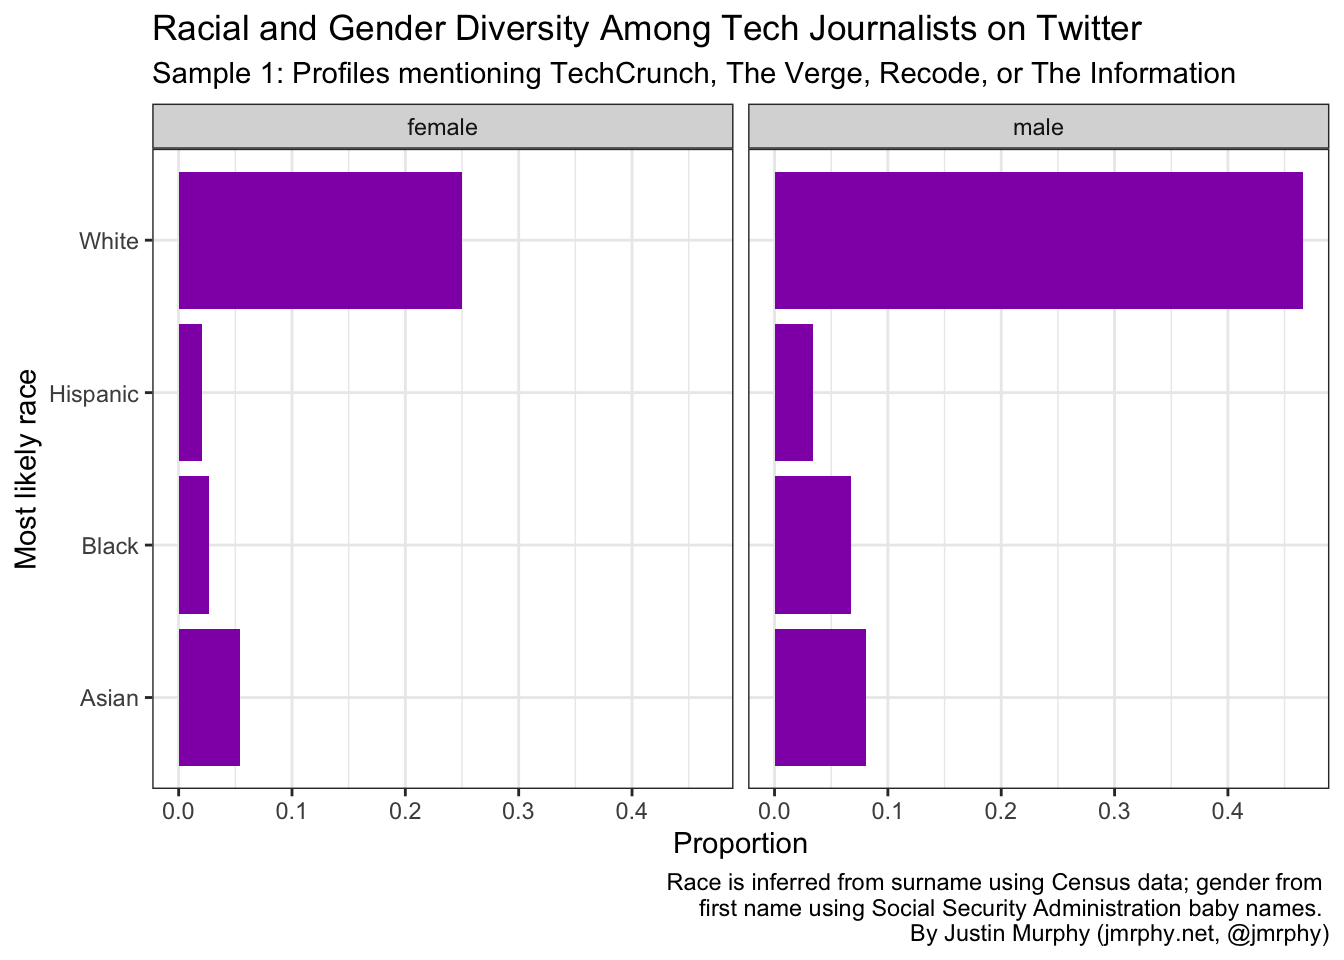 Racial and Gender Diversity Among Tech Journalists on Twitter
Sample 1: Profiles mentioning TechCrunch, The Verge, Recode, or The Information
female
male
Most likely race
White
Hispanic
Black
Asian
0.0 0.1 0.2 0.3 0.4
0.0 0.1 0.2 0.3 0.4
Proportion
Race is inferred from surname using Census data; gender from
first name using Social Security Administration baby names.
By Justin Murphy (jmrphy.net, @jmrphy)